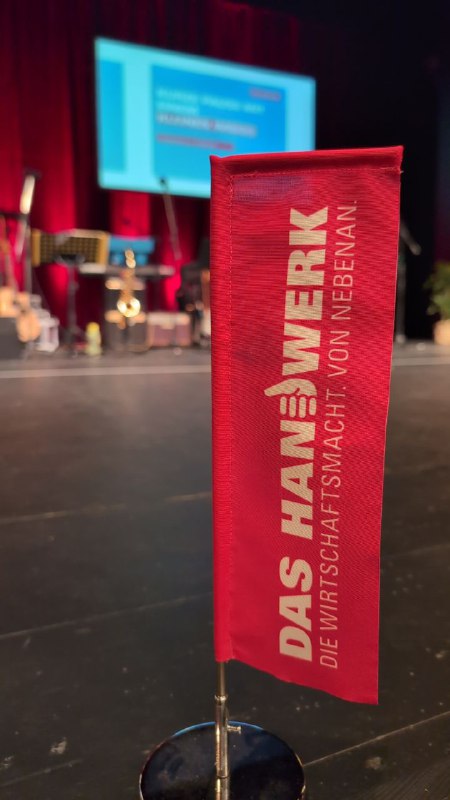 DAS HANDWERK
DIE WIRTSCHAFTSMACHT. VON NEBENAN.